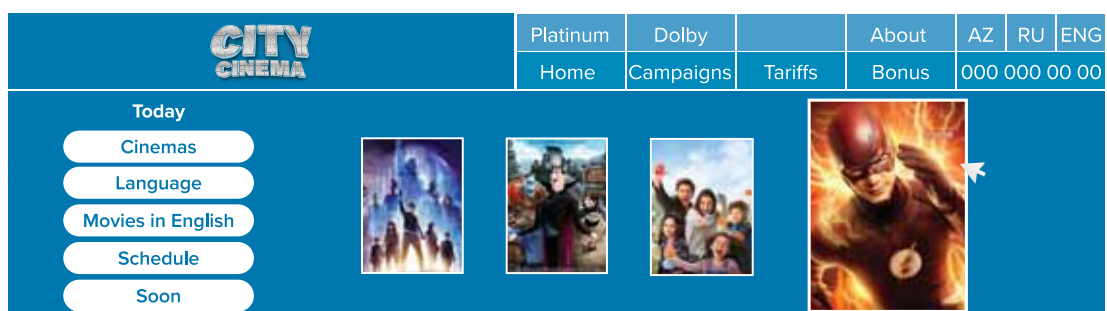 CITY
CINEMA
Platinum Dolby About AZ RU ENG
Home Campaigns Tariffs Bonus 000 000 00 00
Today
Cinemas
Language
Movies in English
Schedule
Soon